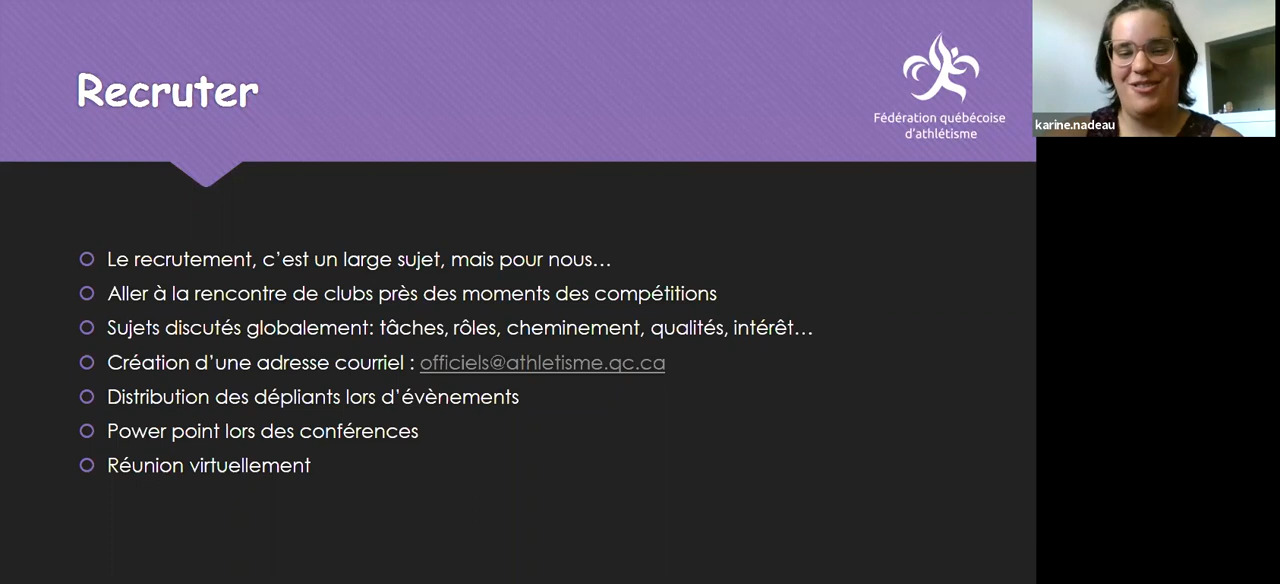 Recruter
Fédération québécoise
d'athlétisme
karine.nadeau
Le recrutement, c'est un large sujet, mais pour nous…
Aller à la rencontre de clubs près des moments des compétitions
Sujets discutés globalement: tâches, rôles, cheminement, qualités, intérêt…
Création d'une adresse courriel : officiels@athletisme.qc.ca
Distribution des dépliants lors d'évènements
Power point lors des conférences
Réunion virtuellement